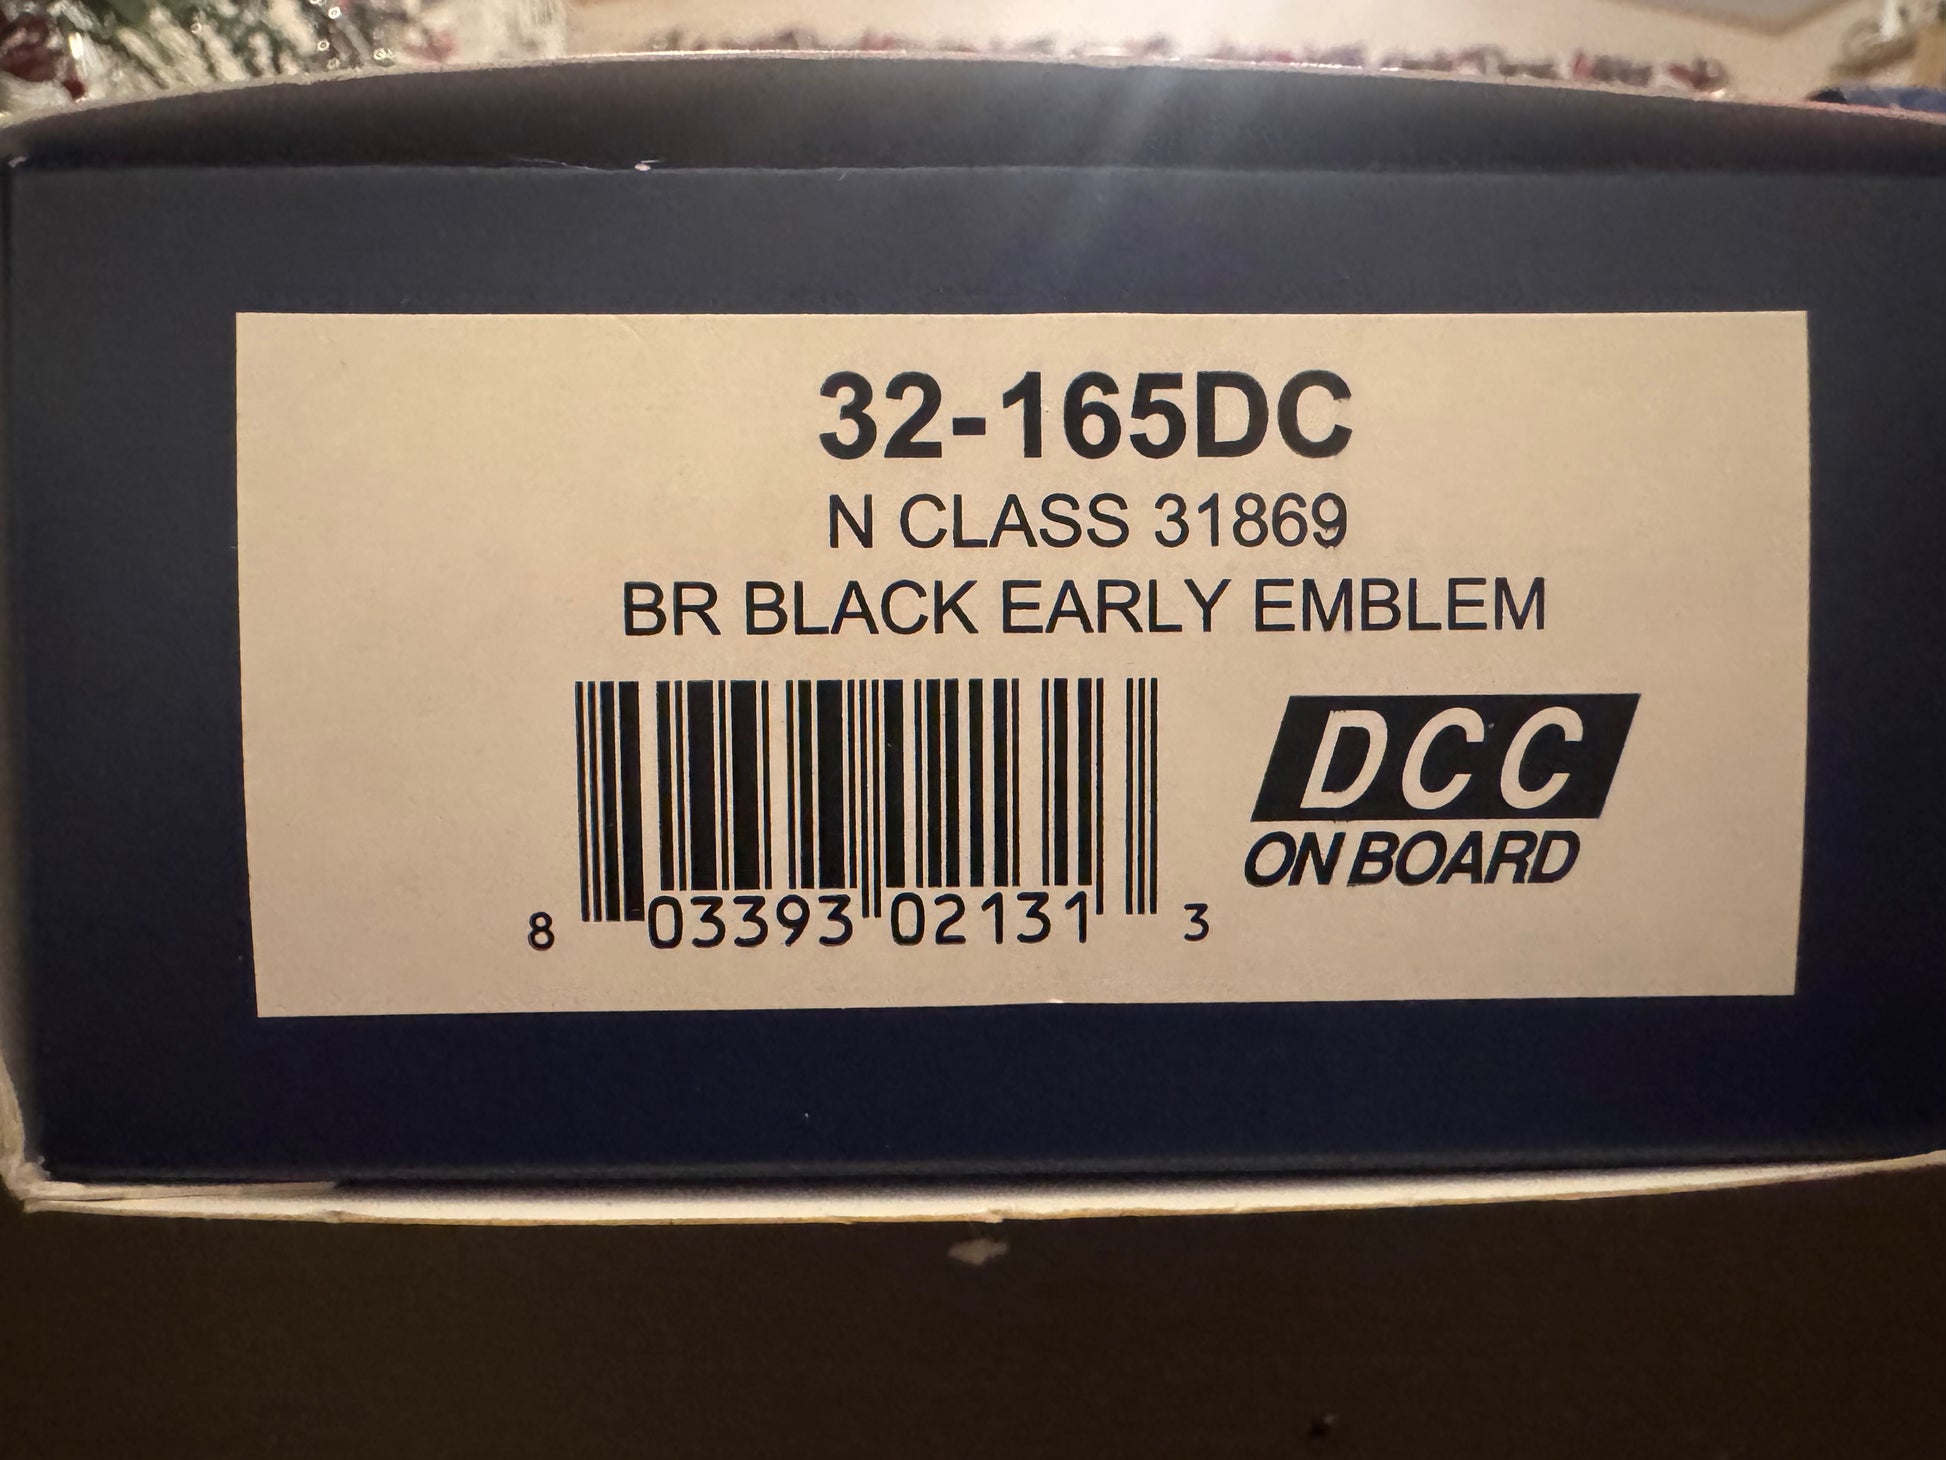 32-165DC
N CLASS 31869
BR BLACK EARLY EMBLEM
DCC
ON BOARD
8 03393 02131 3